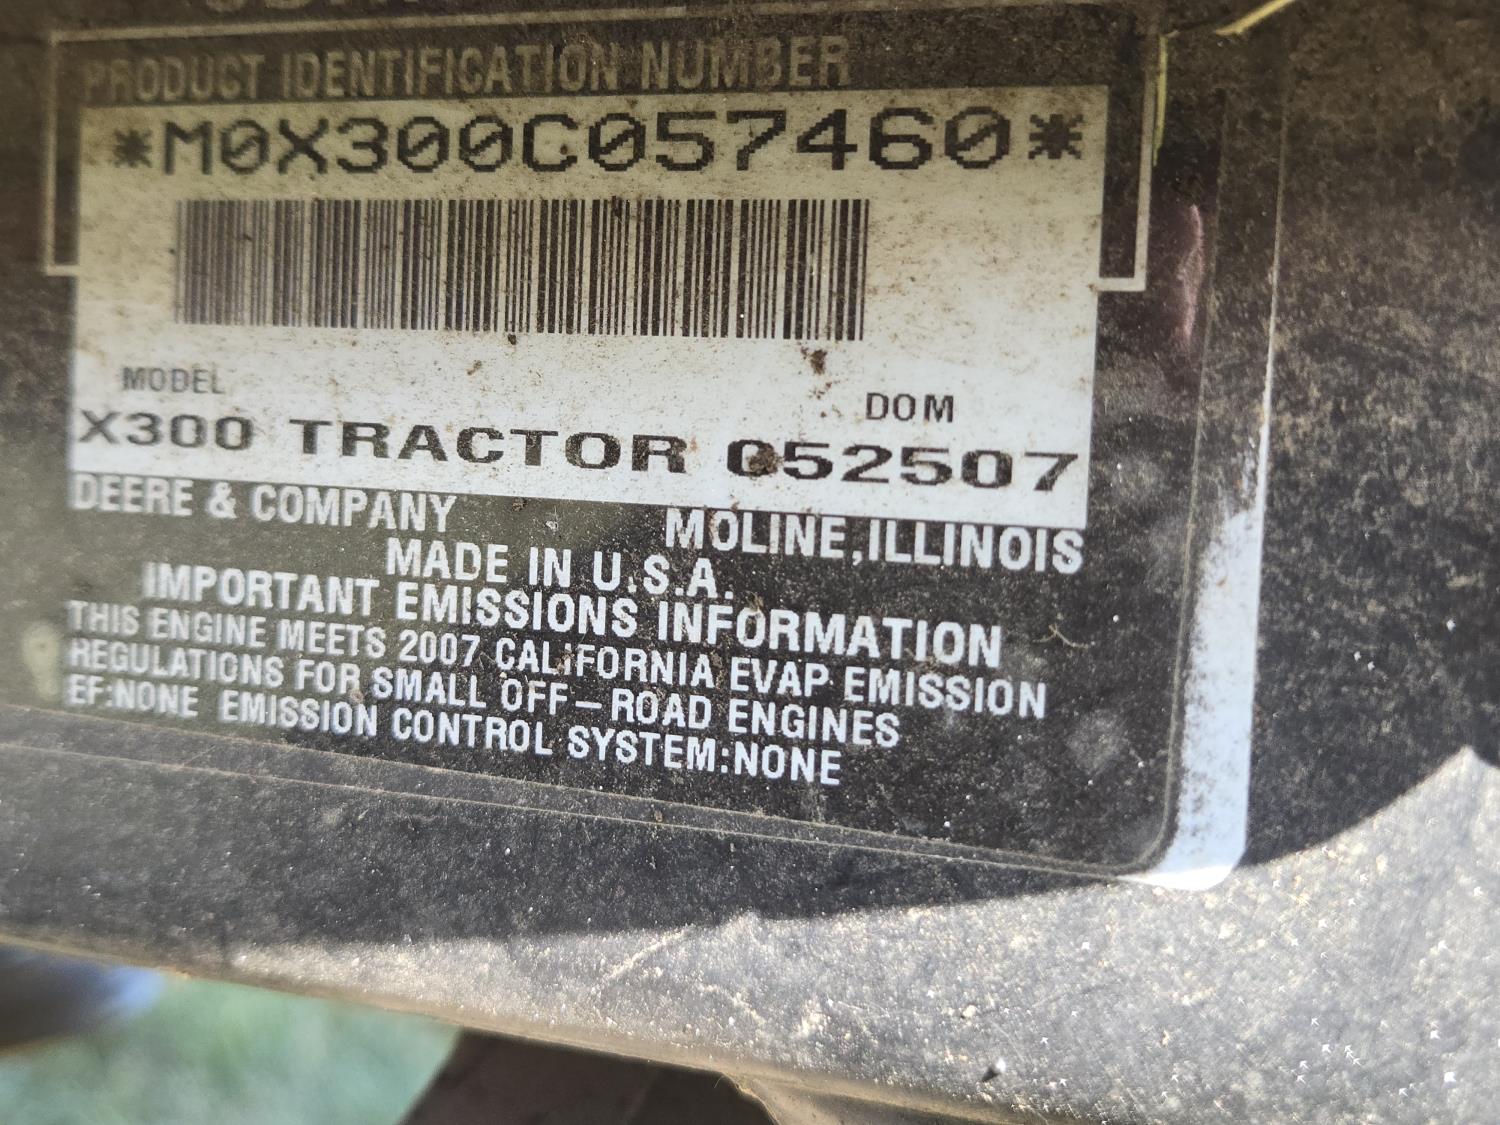 PRODUCT IDENTIFICATION NUMBER
*M0X300C057460*
MODEL DOM
X300 TRACTOR 052507
DEERE & COMPANY MOLINE, ILLINOIS
MADE IN U.S.A.
IMPORTANT EMISSIONS INFORMATION
THIS ENGINE MEETS 2007 CALIFORNIA EVAP EMISSION
REGULATIONS FOR SMALL OFF-ROAD ENGINES
EF:NONE EMISSION CONTROL SYSTEM:NONE